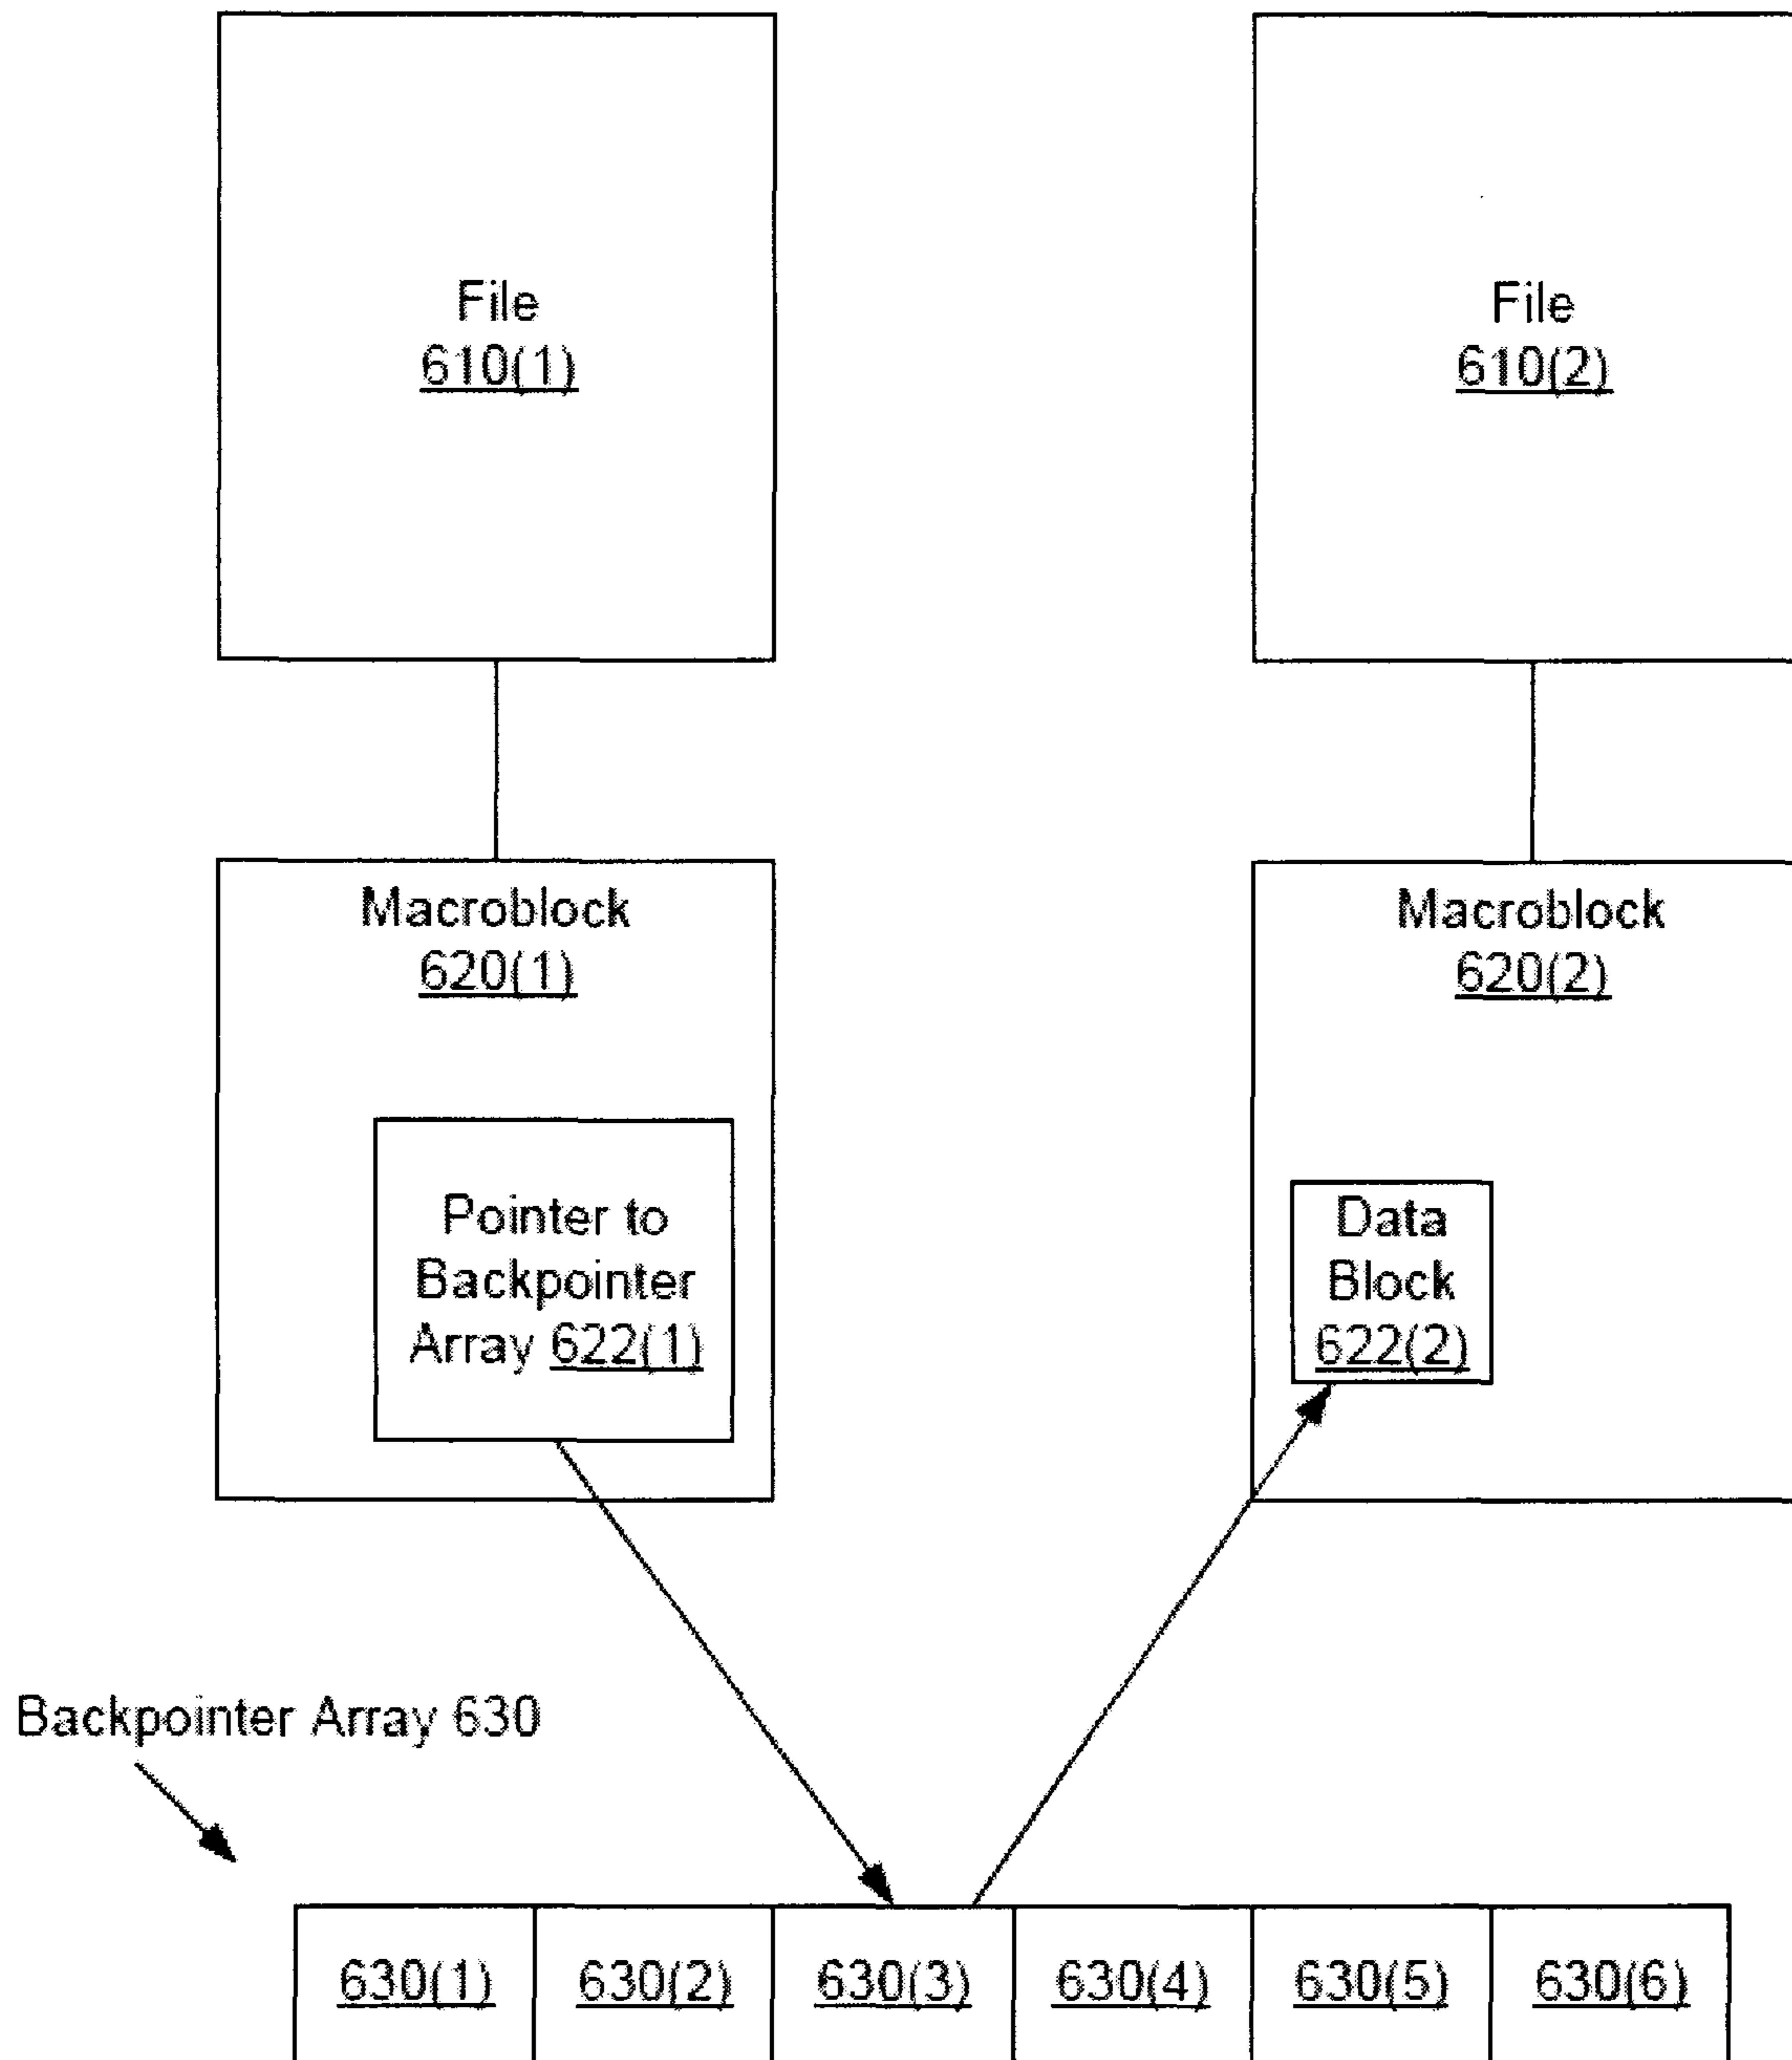 File
610(1)
File
610(2)
Macroblock
620(1)
Macroblock
620(2)
Pointer to
Backpointer
Array 622(1)
Data
Block
622(2)
Backpointer Array 630
630(1) 630(2) 630(3) 630(4) 630(5) 630(6)